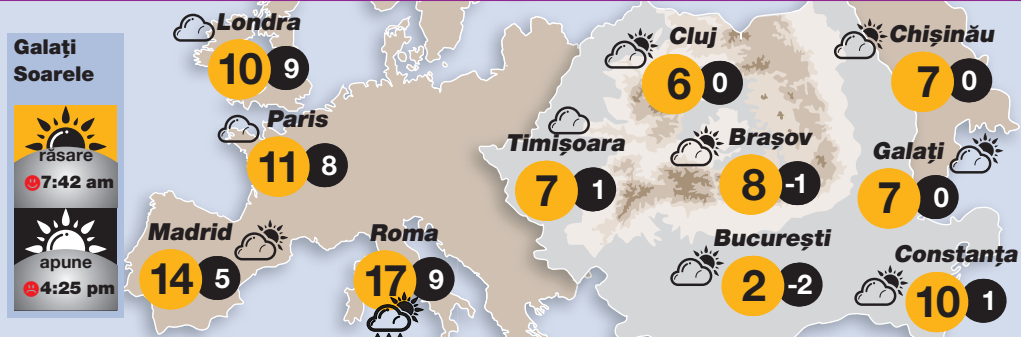 Galați
Soarele
răsare
7:42 am
apune
4:25 pm
Londra
10 9
Paris
11 8
Madrid
14 5
Roma
17 9
Cluj
6 0
Timișoara
7 1
Brașov
8 -1
București
2 -2
Chișinău
7 0
Galați
7 0
Constanța
10 1